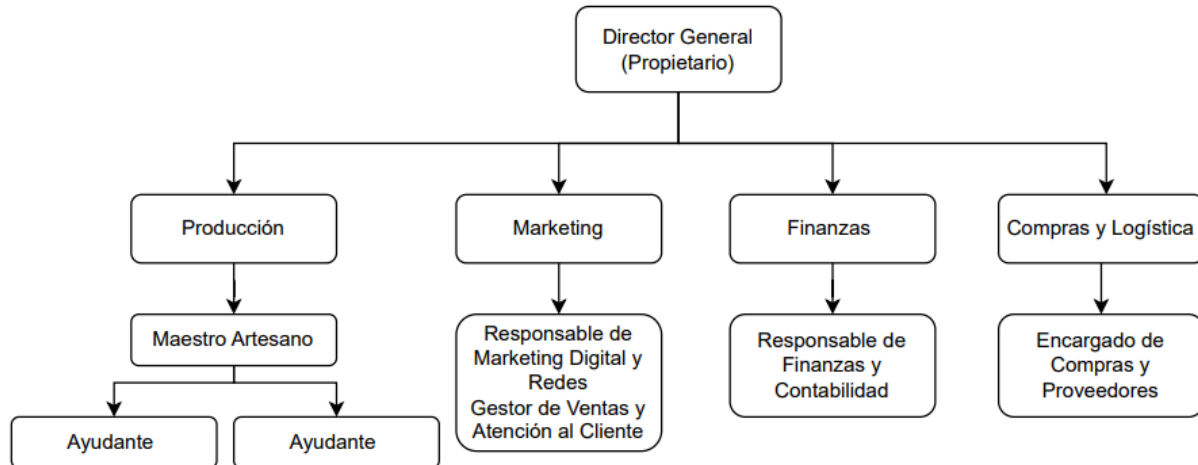 Director General
(Propietario)
Producción
Marketing
Finanzas
Compras y Logística
Maestro Artesano
Responsable de
Marketing Digital y
Redes
Gestor de Ventas y
Atención al Cliente
Responsable de
Finanzas y
Contabilidad
Encargado de
Compras y
Proveedores
Ayudante
Ayudante